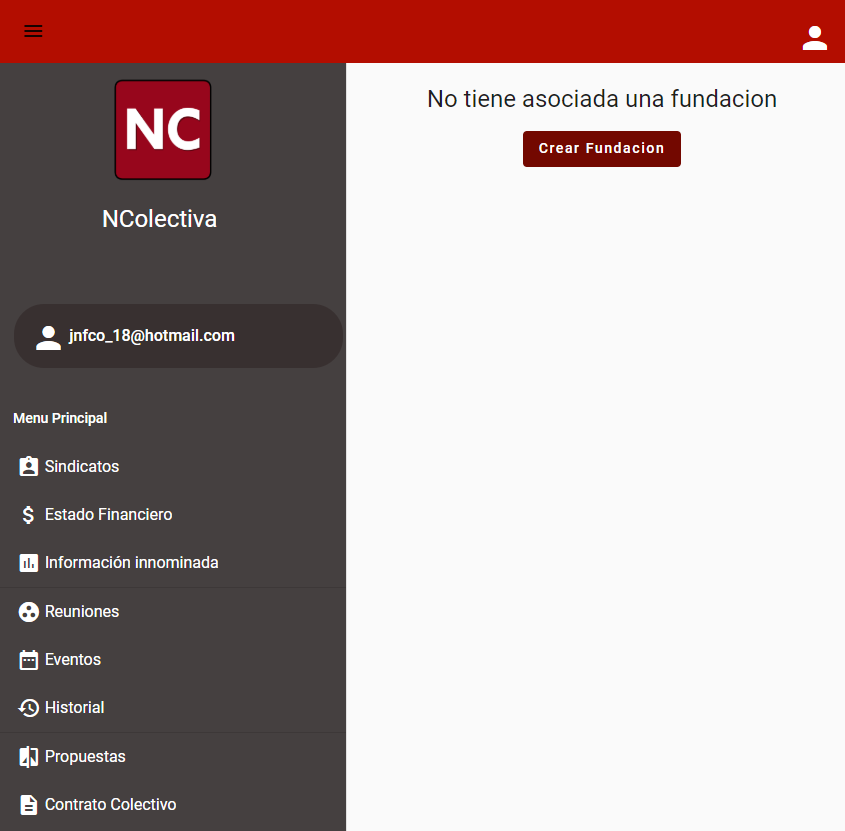 No tiene asociada una fundacion
Crear Fundacion
NC
NColectiva
jnfco_18@hotmail.com
Menu Principal
Sindicatos
Estado Financiero
Información innominada
Reuniones
Eventos
Historial
Propuestas
Contrato Colectivo